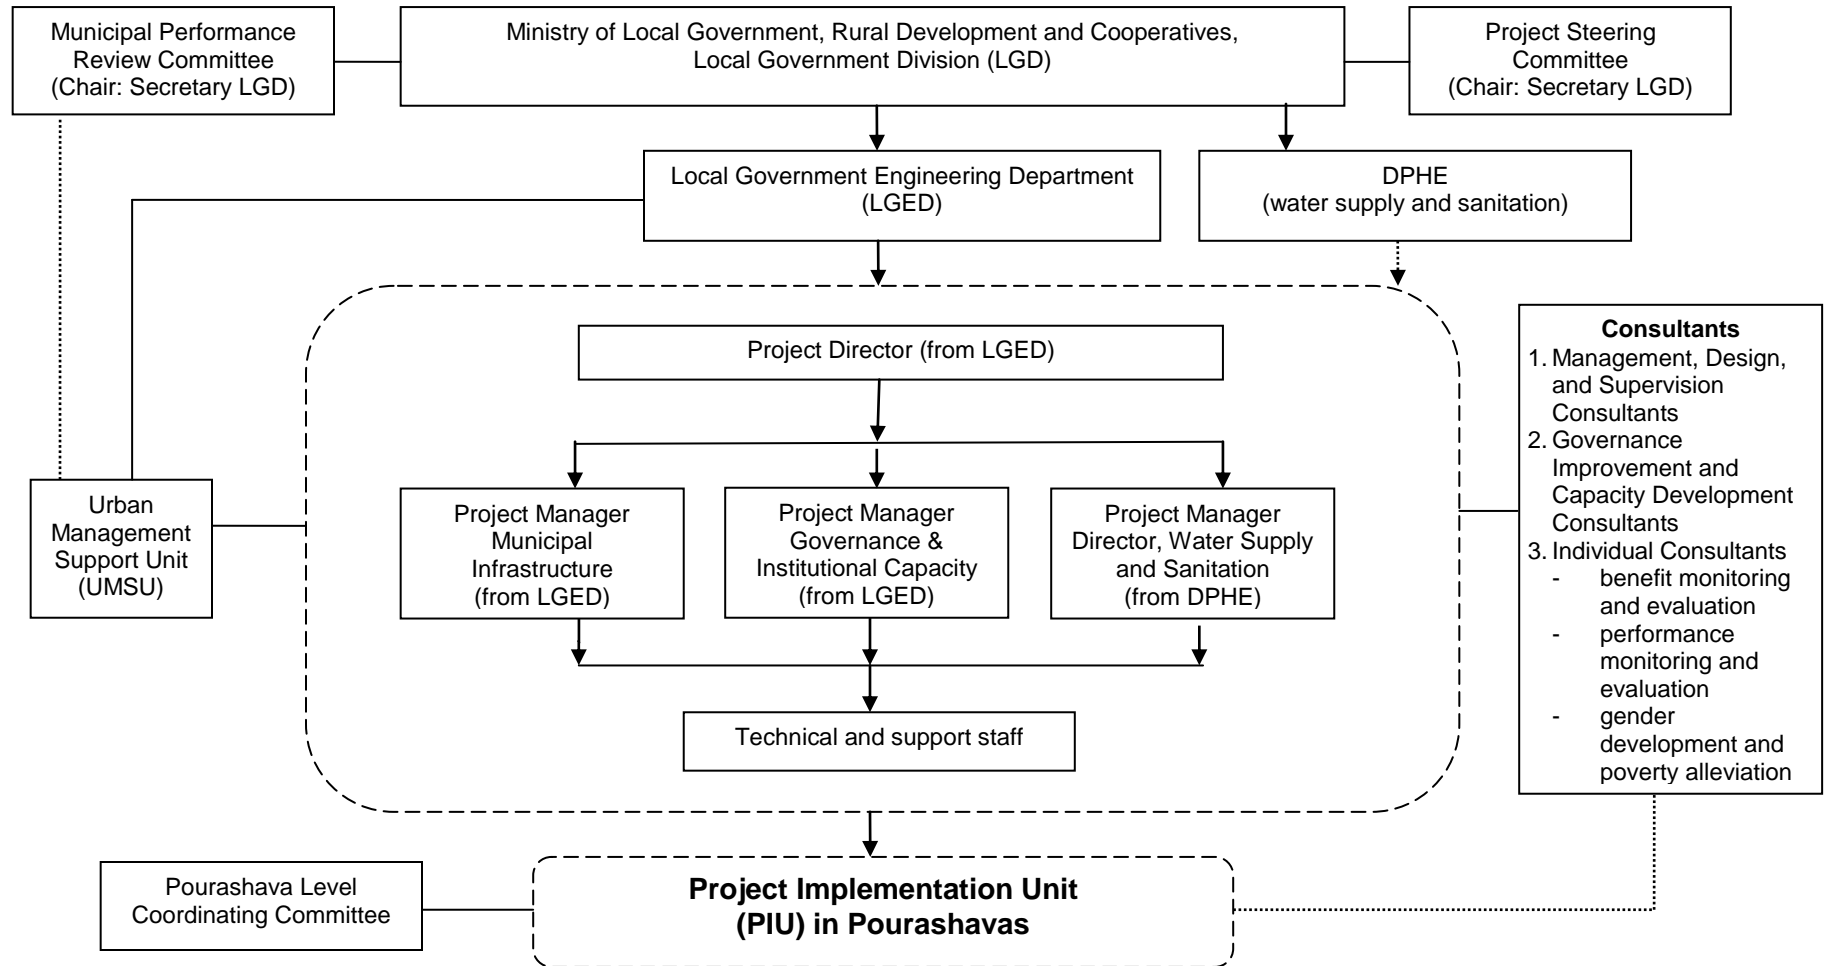 Municipal Performance
Review Committee
(Chair: Secretary LGD)
Ministry of Local Government, Rural Development and Cooperatives,
Local Government Division (LGD)
Project Steering
Committee
(Chair: Secretary LGD)
Local Government Engineering Department
(LGED)
DPHE
(water supply and sanitation)
Project Director (from LGED)
Urban
Management
Support Unit
(UMSU)
Project Manager
Municipal
Infrastructure
(from LGED)
Project Manager
Governance &
Institutional Capacity
(from LGED)
Project Manager
Director, Water Supply
and Sanitation
(from DPHE)
Technical and support staff
Consultants
1. Management, Design,
and Supervision
Consultants
2. Governance
Improvement and
Capacity Development
Consultants
3. Individual Consultants
- benefit monitoring
and evaluation
- performance
monitoring and
evaluation
- gender
development and
poverty alleviation
Pourashava Level
Coordinating Committee
Project Implementation Unit
(PIU) in Pourashavas